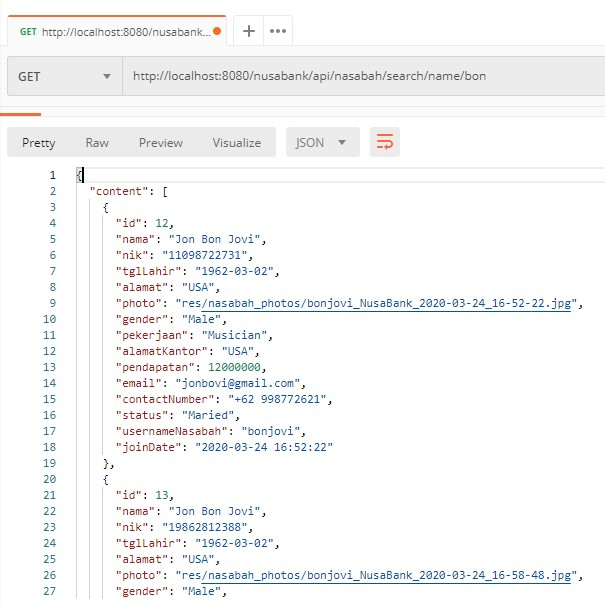 GET http://localhost:8080/nusabank...
GET http://localhost:8080/nusabank/api/nasabah/search/name/bon
Pretty Raw Preview Visualize JSON
1 {
2 "content": [
3 {
4 "id": 12,
5 "nama": "Jon Bon Jovi",
6 "nik": "11098722731",
7 "tglLahir": "1962-03-02",
8 "alamat": "USA",
9 "photo": "res/nasabah_photos/bonjovi_NusaBank_2020-03-24_16-52-22.jpg",
10 "gender": "Male",
11 "pekerjaan": "Musician",
12 "alamatKantor": "USA",
13 "pendapatan": 12000000,
14 "email": "jonbovi@gmail.com",
15 "contactNumber": "+62 998772621",
16 "status": "Maried",
17 "usernameNasabah": "bonjovi",
18 "joinDate": "2020-03-24 16:52:22"
19 },
20 {
21 "id": 13,
22 "nama": "Jon Bon Jovi",
23 "nik": "19862812388",
24 "tglLahir": "1962-03-02",
25 "alamat": "USA",
26 "photo": "res/nasabah_photos/bonjovi_NusaBank_2020-03-24_16-58-48.jpg",
27 "gender": "Male",